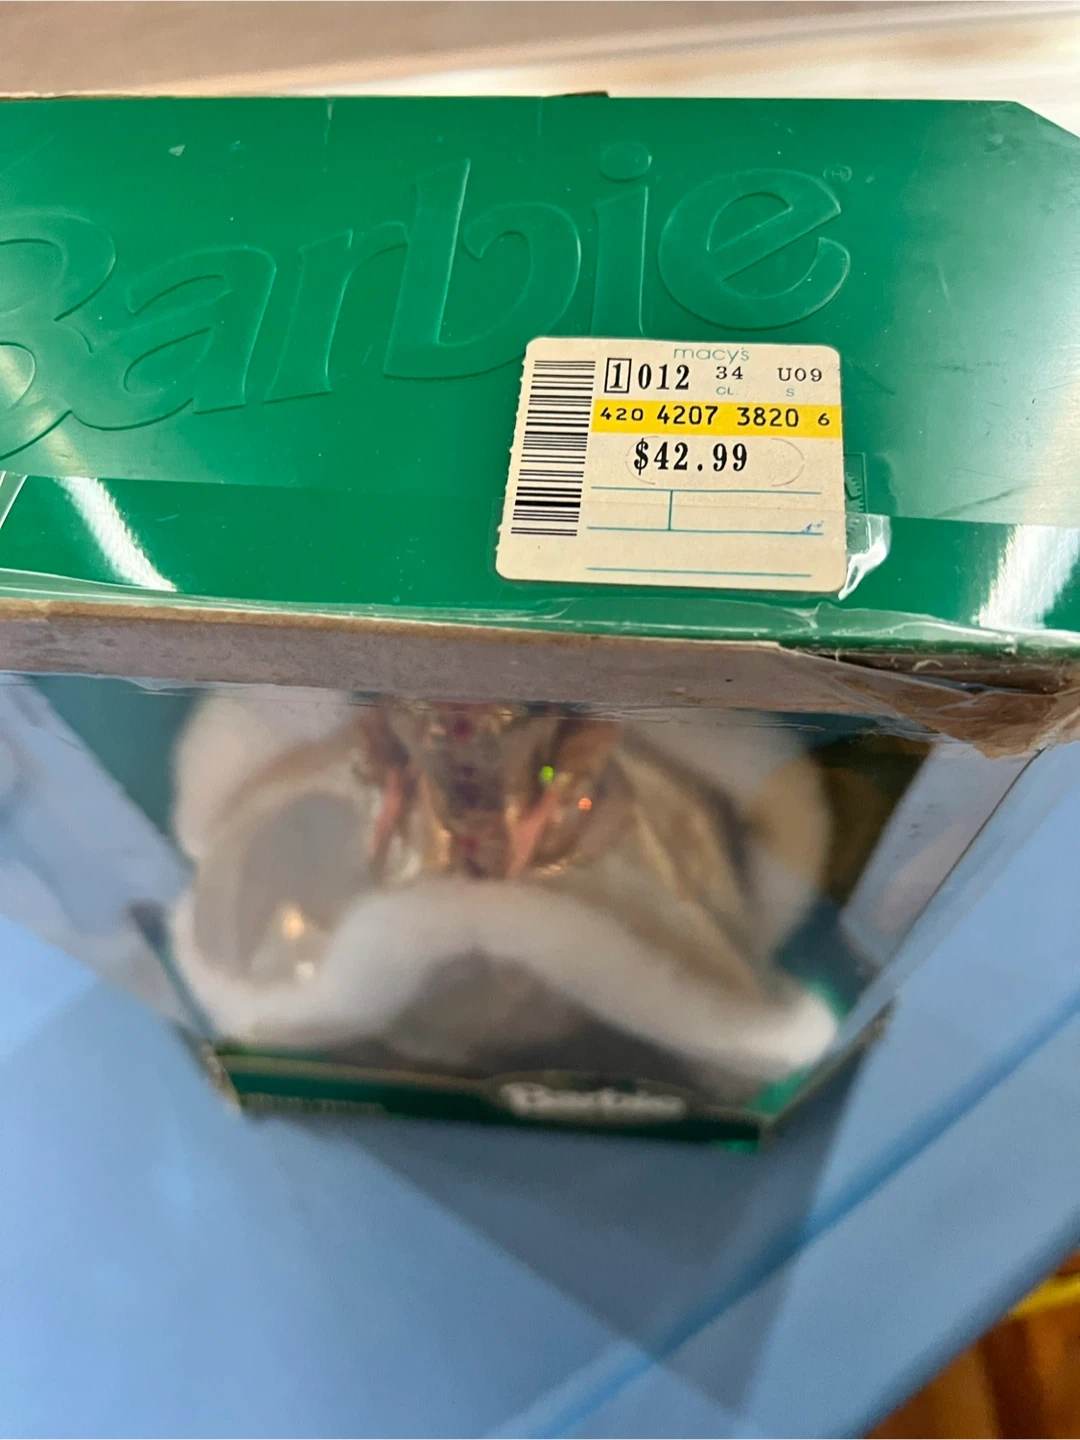 Barbie®
macy's
1 012 34 U09
CL. S
420 4207 3820 6
$42.99
Barbie